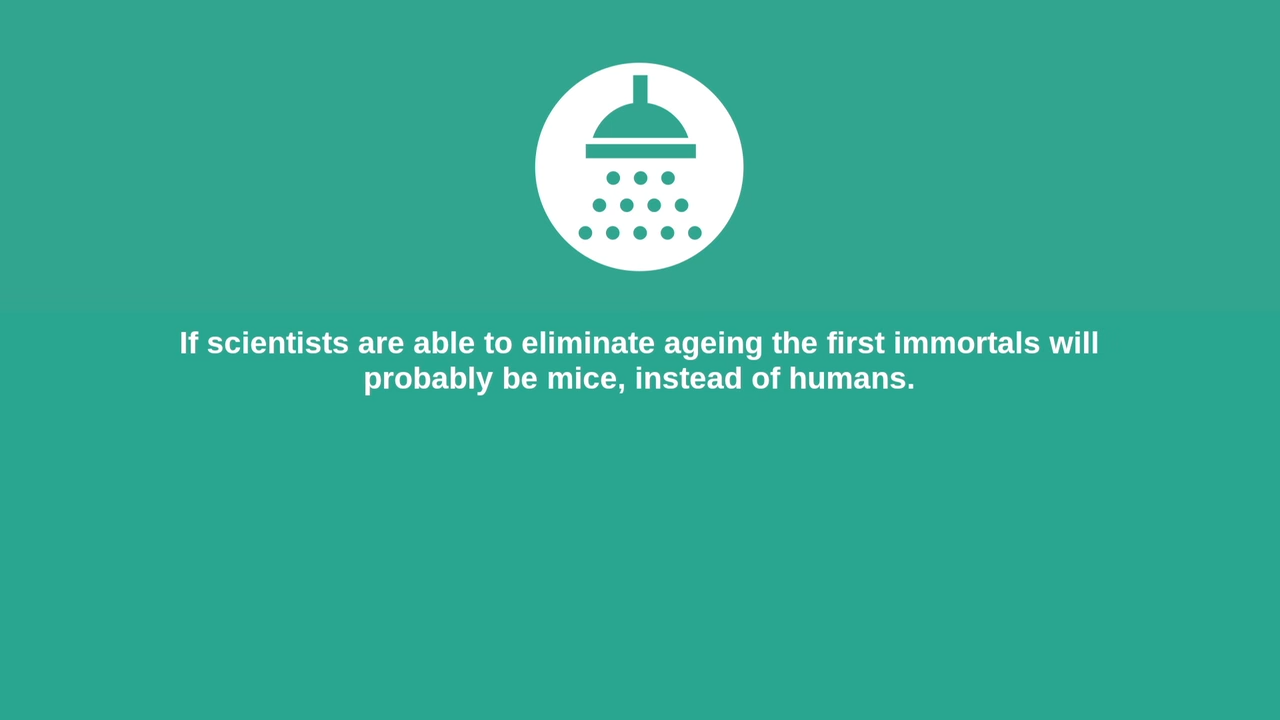 If scientists are able to eliminate ageing the first immortals will
probably be mice, instead of humans.